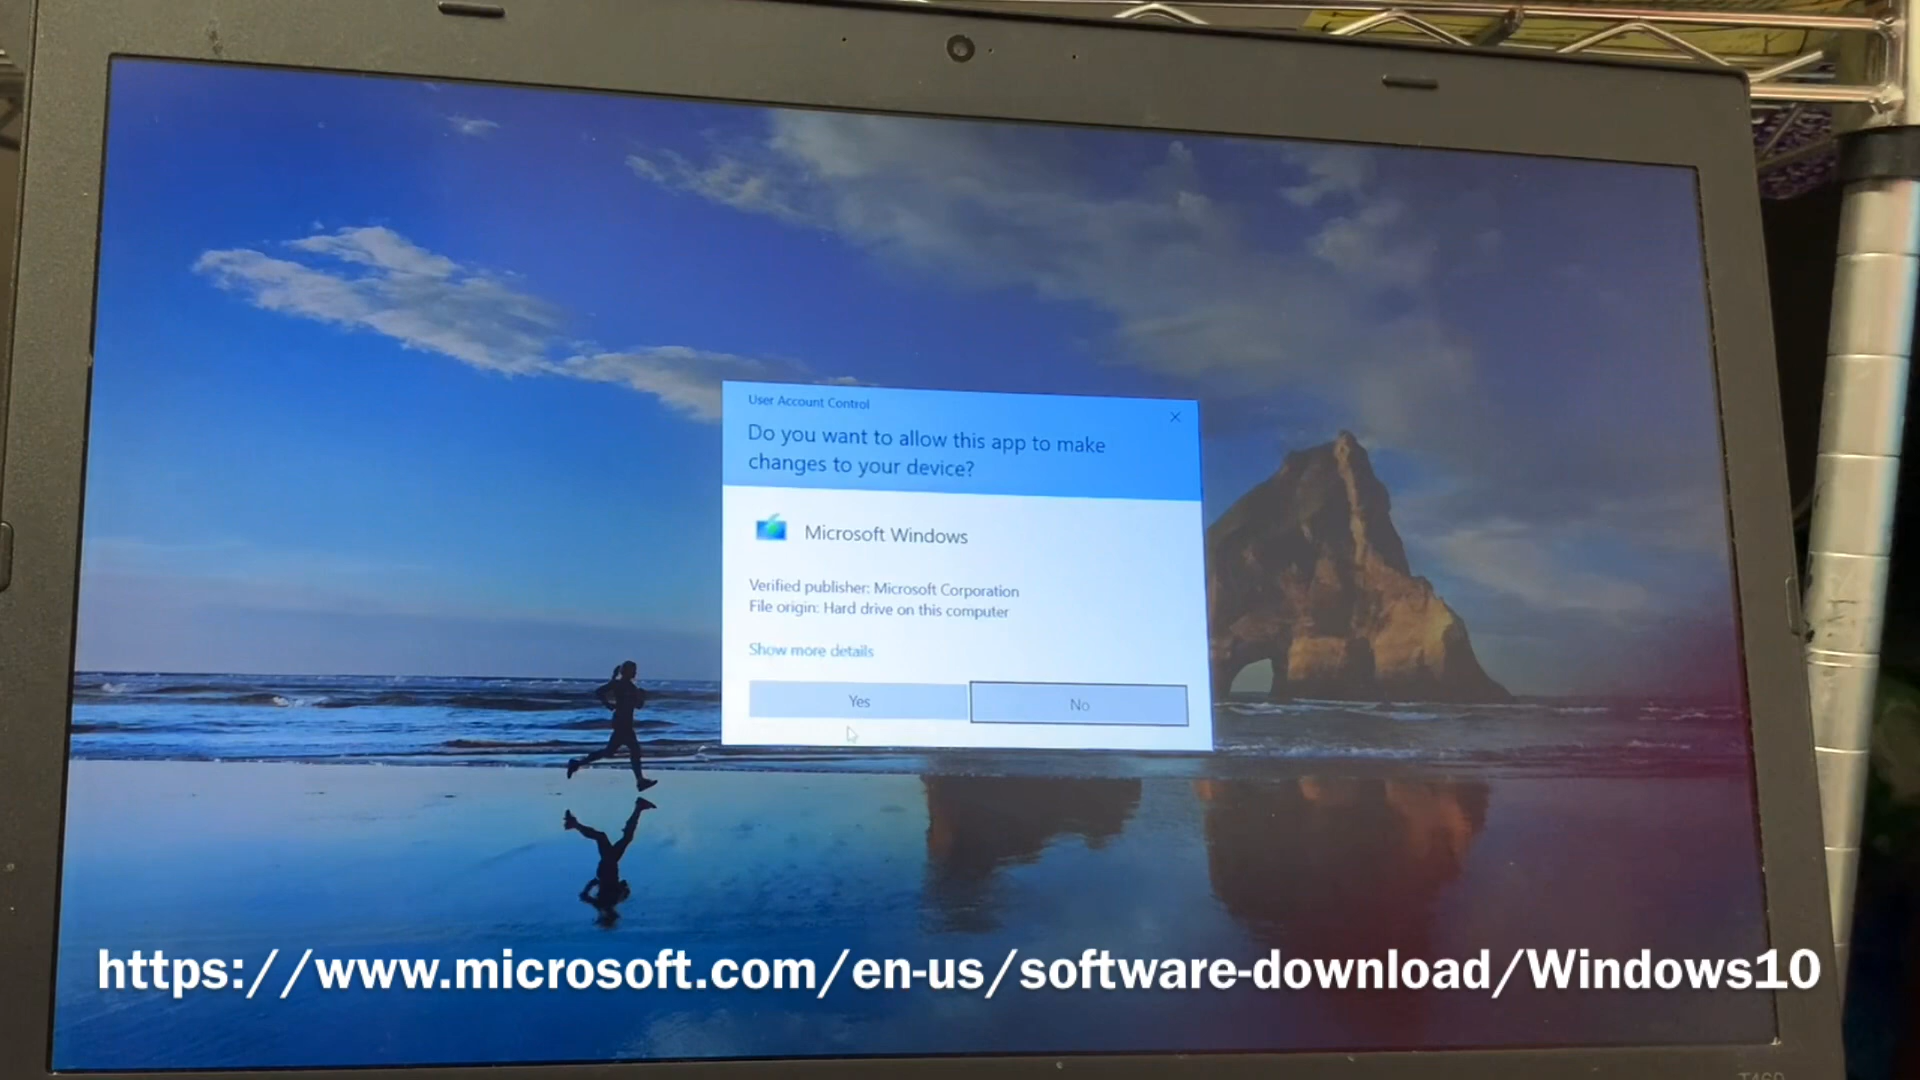 User Account Control
Do you want to allow this app to make
changes to your device?
Microsoft Windows
Verified publisher: Microsoft Corporation
File origin: Hard drive on this computer
Show more details
Yes
No
https://www.microsoft.com/en-us/software-download/Windows10